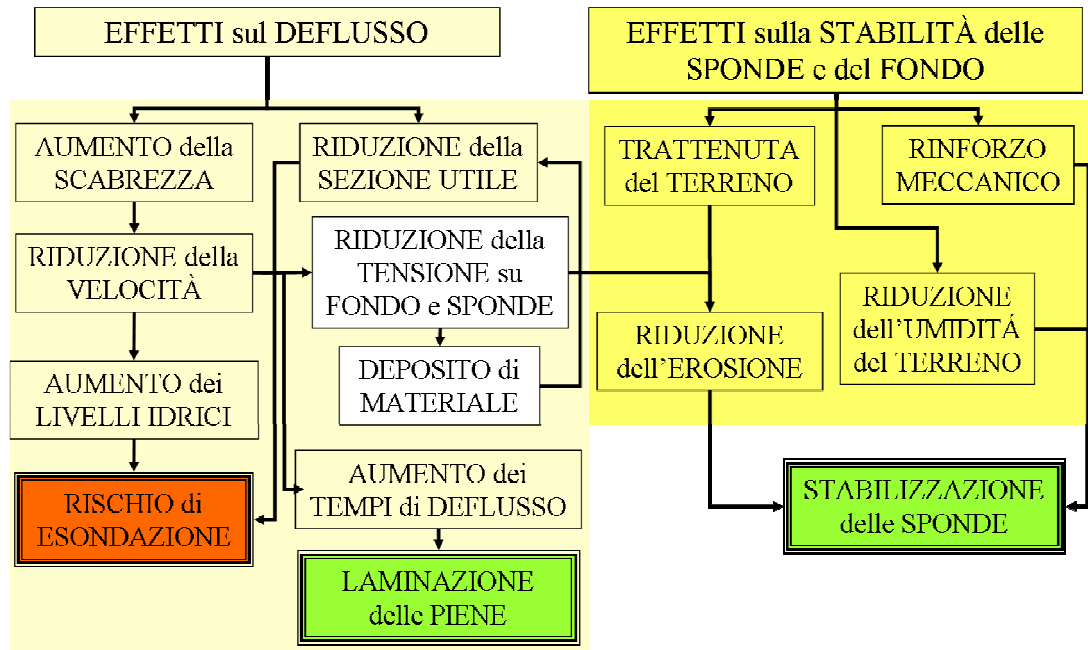 EFFETTI sul DEFLUSSO
EFFETTI sulla STABILITÀ delle
SPONDE e del FONDO
AUMENTO della
SCABREZZA
RIDUZIONE della
SEZIONE UTILE
TRATTENUTA
del TERRENO
RINFORZO
MECCANICO
RIDUZIONE della
VELOCITÀ
RIDUZIONE della
TENSIONE su
FONDO e SPONDE
RIDUZIONE
dell'EROSIONE
RIDUZIONE
dell'UMIDITÁ
del TERRENO
AUMENTO dei
LIVELLI IDRICI
DEPOSITO di
MATERIALE
RISCHIO di
ESONDAZIONE
AUMENTO dei
TEMPI di DEFLUSSO
STABILIZZAZIONE
delle SPONDE
LAMINAZIONE
delle PIENE